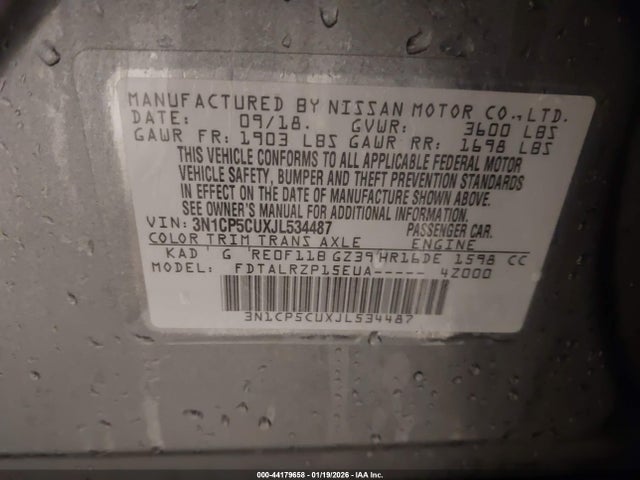 MANUFACTURED BY NISSAN MOTOR CO.,LTD.
DATE: 09/18. GVWR: 3600 LBS
GAWR FR: 1903 LBS GAWR RR: 1698 LBS
THIS VEHICLE CONFORMS TO ALL APPLICABLE FEDERAL MOTOR
VEHICLE SAFETY, BUMPER AND THEFT PREVENTION STANDARDS
IN EFFECT ON THE DATE OF MANUFACTURE SHOWN ABOVE.
SEE OWNER'S MANUAL FOR ADDITIONAL INFORMATION.
VIN: 3N1CP5CUXJL534487 PASSENGER CAR.
COLOR TRIM TRANS AXLE ENGINE
KAD G RE0F11B GZ39 HR16DE 1598 CC
MODEL: FDTALRZP15EUA----- 4Z000
3N1CP5CUXJL534487
000-44179658 - 01/19/2026 - IAA Inc.